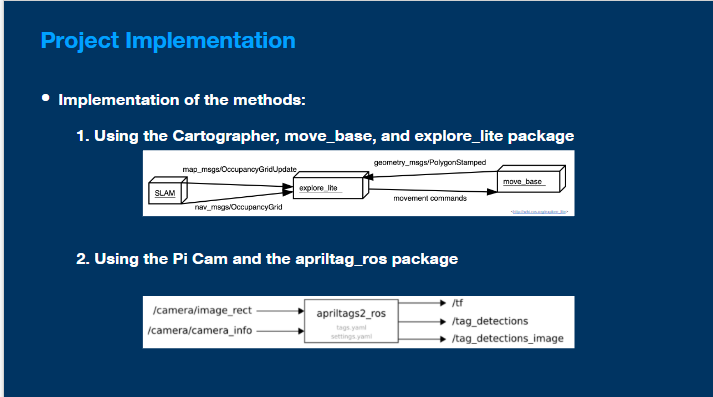 Project Implementation
Implementation of the methods:
1. Using the Cartographer, move_base, and explore_lite package
map_msgs/OccupancyGridUpdate
geometry_msgs/PolygonStamped
SLAM
explore_lite
move_base
nav_msgs/OccupancyGrid
movement commands
2. Using the Pi Cam and the apriltag_ros package
/camera/image_rect
/camera/camera_info
apriltags2_ros
tags.yaml
settings.yaml
/tf
/tag_detections
/tag_detections_image